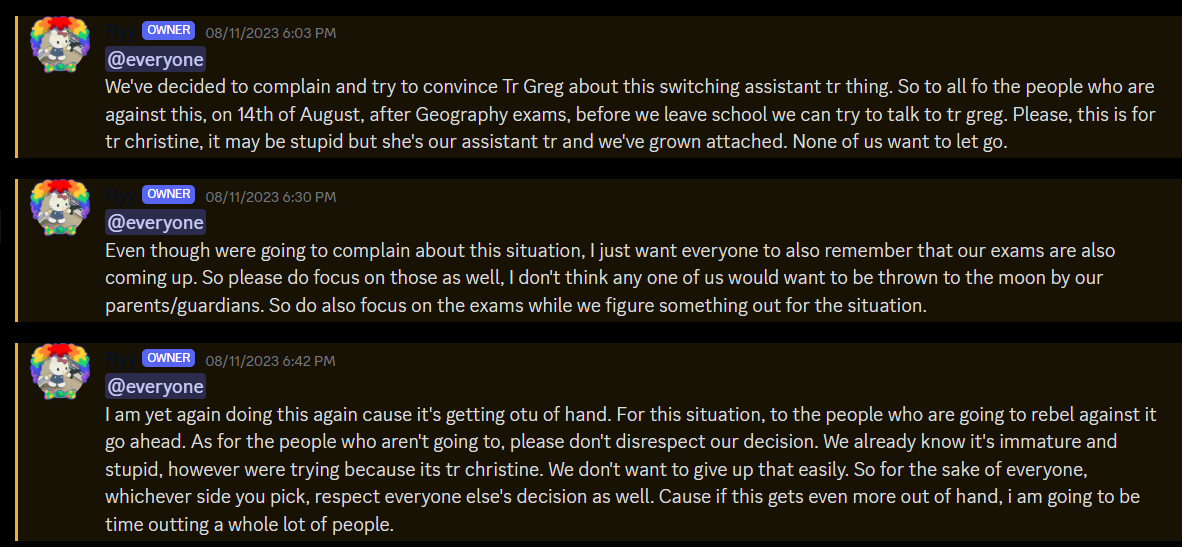 OWNER 08/11/2023 6:03 PM
@everyone
We've decided to complain and try to convince Tr Greg about this switching assistant tr thing. So to all fo the people who are
against this, on 14th of August, after Geography exams, before we leave school we can try to talk to tr greg. Please, this is for
tr christine, it may be stupid but she's our assistant tr and we've grown attached. None of us want to let go.
OWNER 08/11/2023 6:30 PM
@everyone
Even though were going to complain about this situation, I just want everyone to also remember that our exams are also
coming up. So please do focus on those as well, I don't think any one of us would want to be thrown to the moon by our
parents/guardians. So do also focus on the exams while we figure something out for the situation.
OWNER 08/11/2023 6:42 PM
@everyone
I am yet again doing this again cause it's getting otu of hand. For this situation, to the people who are going to rebel against it
go ahead. As for the people who aren't going to, please don't disrespect our decision. We already know it's immature and
stupid, however were trying because its tr christine. We don't want to give up that easily. So for the sake of everyone,
whichever side you pick, respect everyone else's decision as well. Cause if this gets even more out of hand, i am going to be
time outting a whole lot of people.